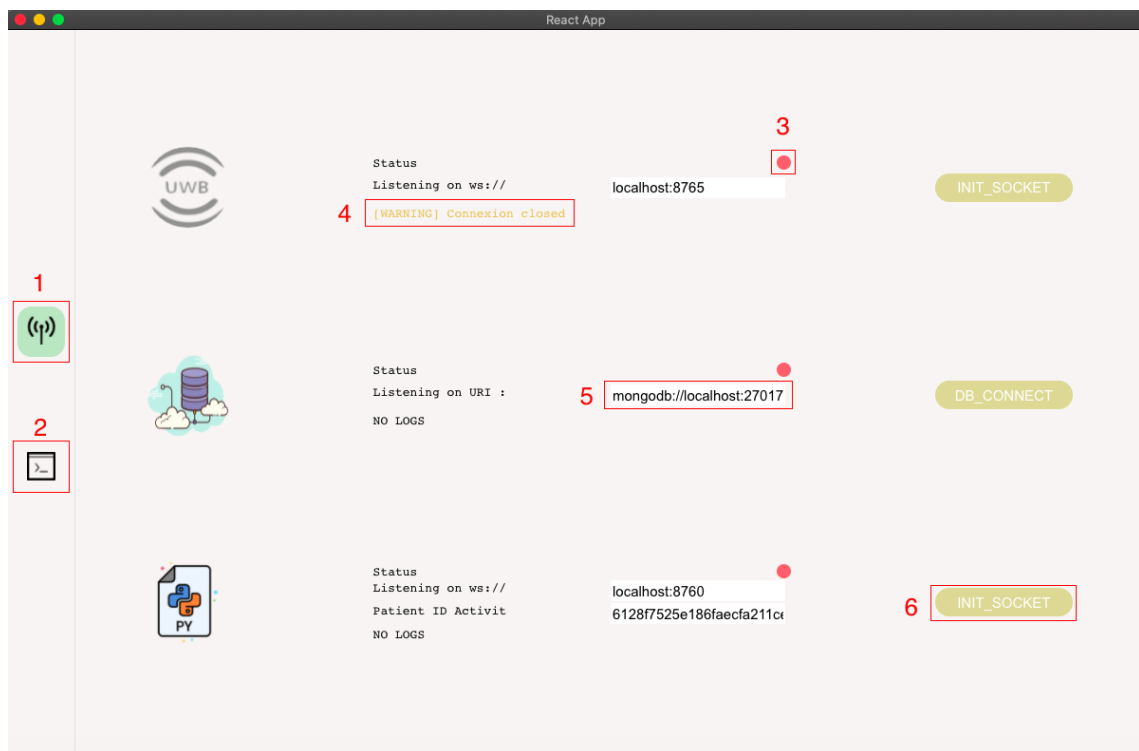 React App
3
Status
UWB
Listening on ws://
localhost:8765
INIT_SOCKET
4
[WARNING] Connexion closed
1
Status
Listening on URI :
5
mongodb://localhost:27017
DB_CONNECT
NO LOGS
2
>_
Status
Listening on ws://
localhost:8760
6
INIT_SOCKET
Patient ID Activit
6128f7525e186faecfa211ce
PY
NO LOGS